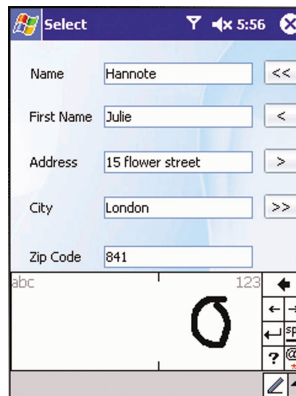 Select 5:56
Name Hannote <<
First Name Julie <
Address 15 flower street >
City London >>
Zip Code 841
abc 123
0
sp
? @